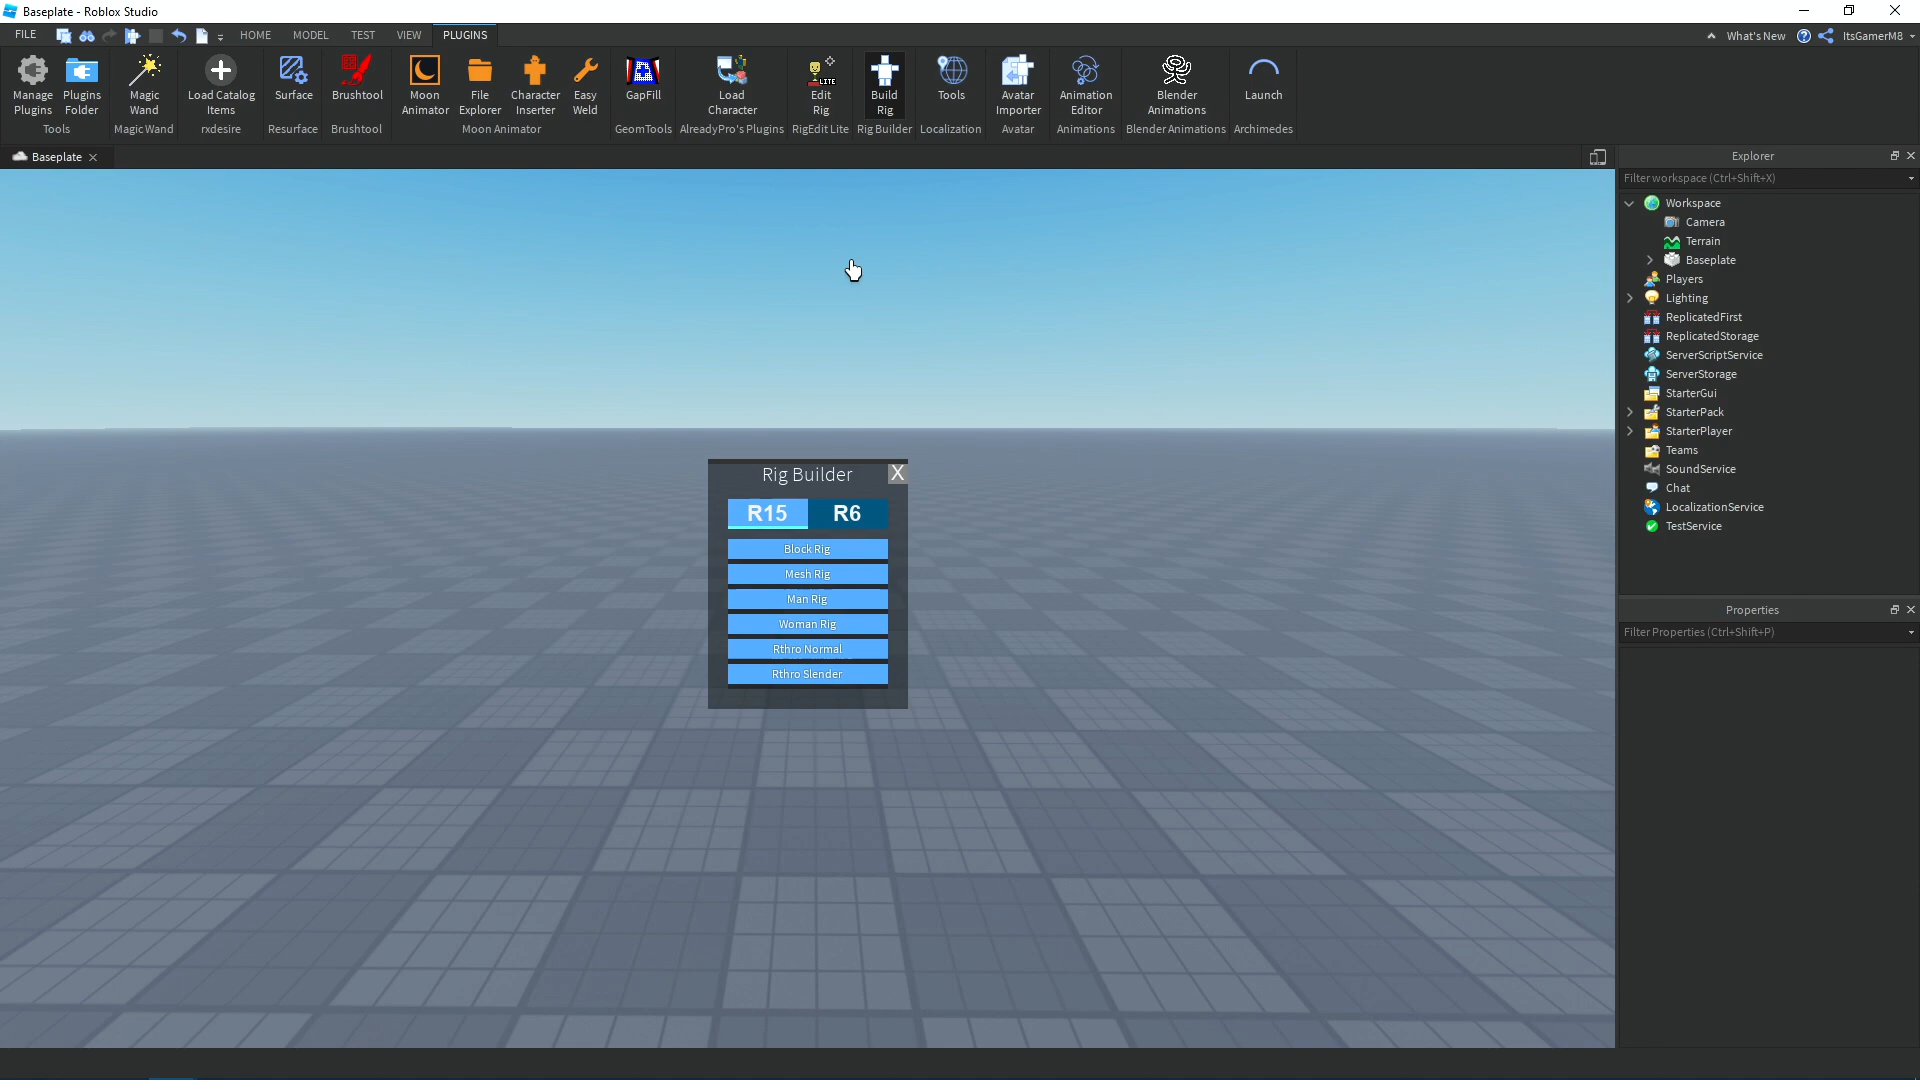 Baseplate - Roblox Studio
FILE HOME MODEL TEST VIEW PLUGINS What's New ItsGamerM8
Manage Plugins Plugins Folder Magic Wand Load Catalog Items Surface Brushtool Moon Animator File Explorer Character Inserter Easy Weld GapFill Load Character LITE Edit Rig Build Rig Tools Avatar Importer Animation Editor Blender Animations Launch
Tools Magic Wand rxdesire Resurface Brushtool Moon Animator GeomTools AlreadyPro's Plugins RigEdit Lite Rig Builder Localization Avatar Animations Blender Animations Archimedes
Baseplate
Explorer
Filter workspace (Ctrl+Shift+X)
Workspace
Camera
Terrain
Baseplate
Players
Lighting
ReplicatedFirst
ReplicatedStorage
ServerScriptService
ServerStorage
StarterGui
StarterPack
StarterPlayer
Teams
SoundService
Chat
LocalizationService
TestService
Rig Builder X
R15 R6
Block Rig
Mesh Rig
Man Rig
Woman Rig
Rthro Normal
Rthro Slender
Properties
Filter Properties (Ctrl+Shift+P)